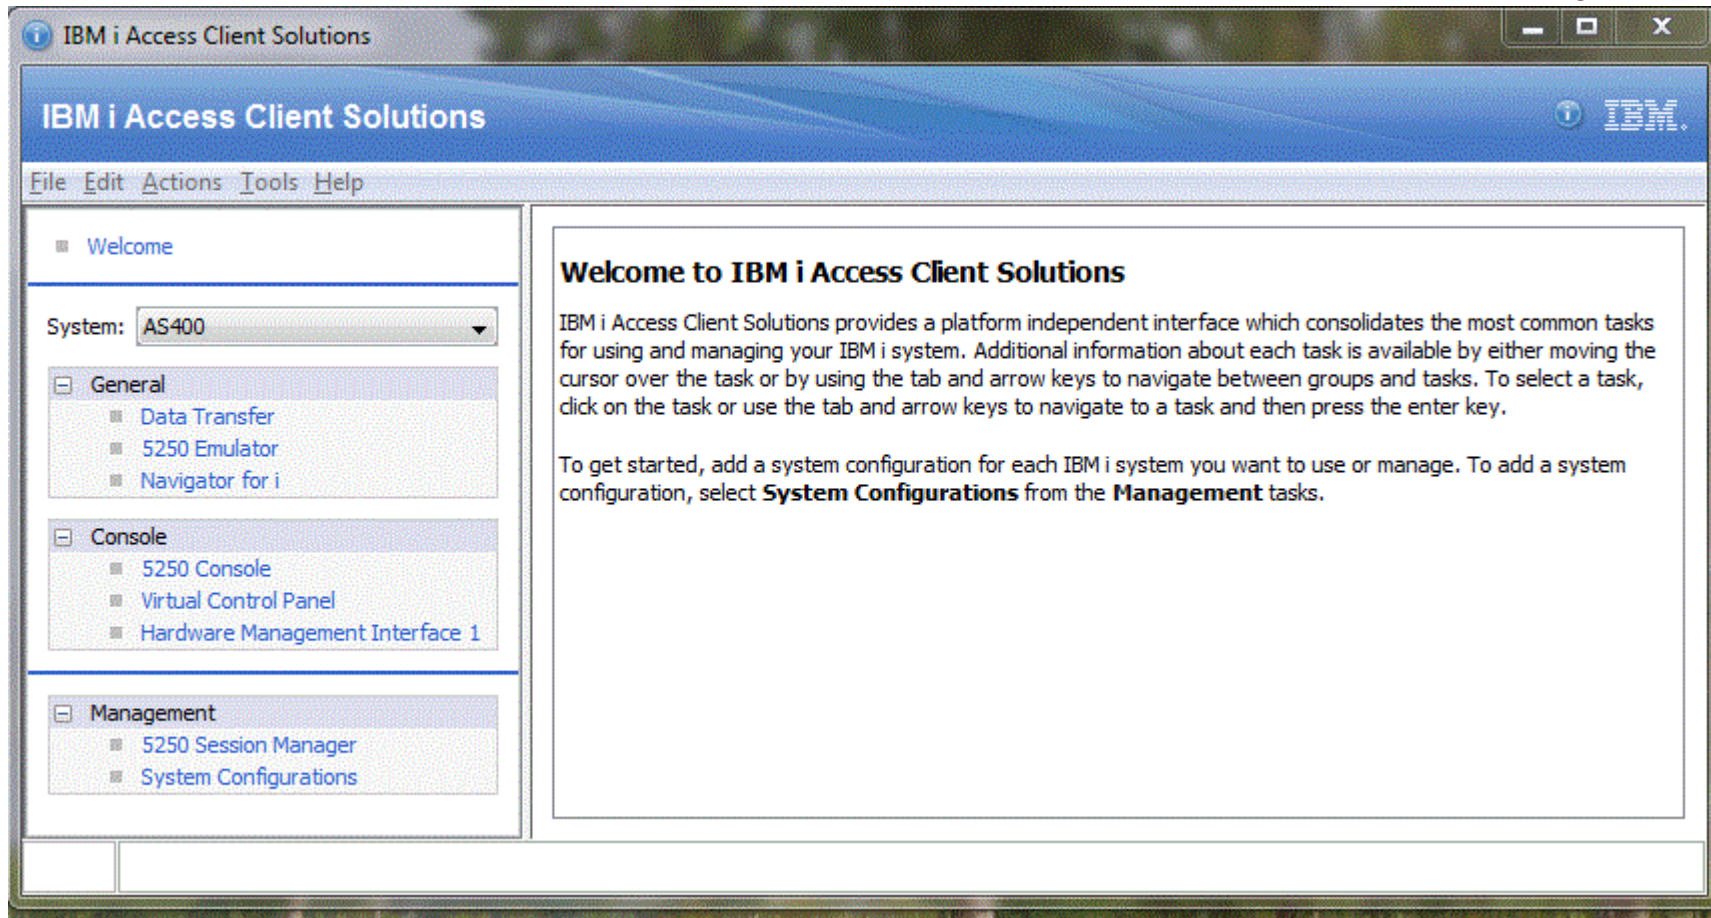 IBM i Access Client Solutions
IBM i Access Client Solutions
IBM.
File Edit Actions Tools Help
Welcome
System: AS400
General
Data Transfer
5250 Emulator
Navigator for i
Console
5250 Console
Virtual Control Panel
Hardware Management Interface 1
Management
5250 Session Manager
System Configurations
Welcome to IBM i Access Client Solutions
IBM i Access Client Solutions provides a platform independent interface which consolidates the most common tasks
for using and managing your IBM i system. Additional information about each task is available by either moving the
cursor over the task or by using the tab and arrow keys to navigate between groups and tasks. To select a task,
click on the task or use the tab and arrow keys to navigate to a task and then press the enter key.
To get started, add a system configuration for each IBM i system you want to use or manage. To add a system
configuration, select System Configurations from the Management tasks.